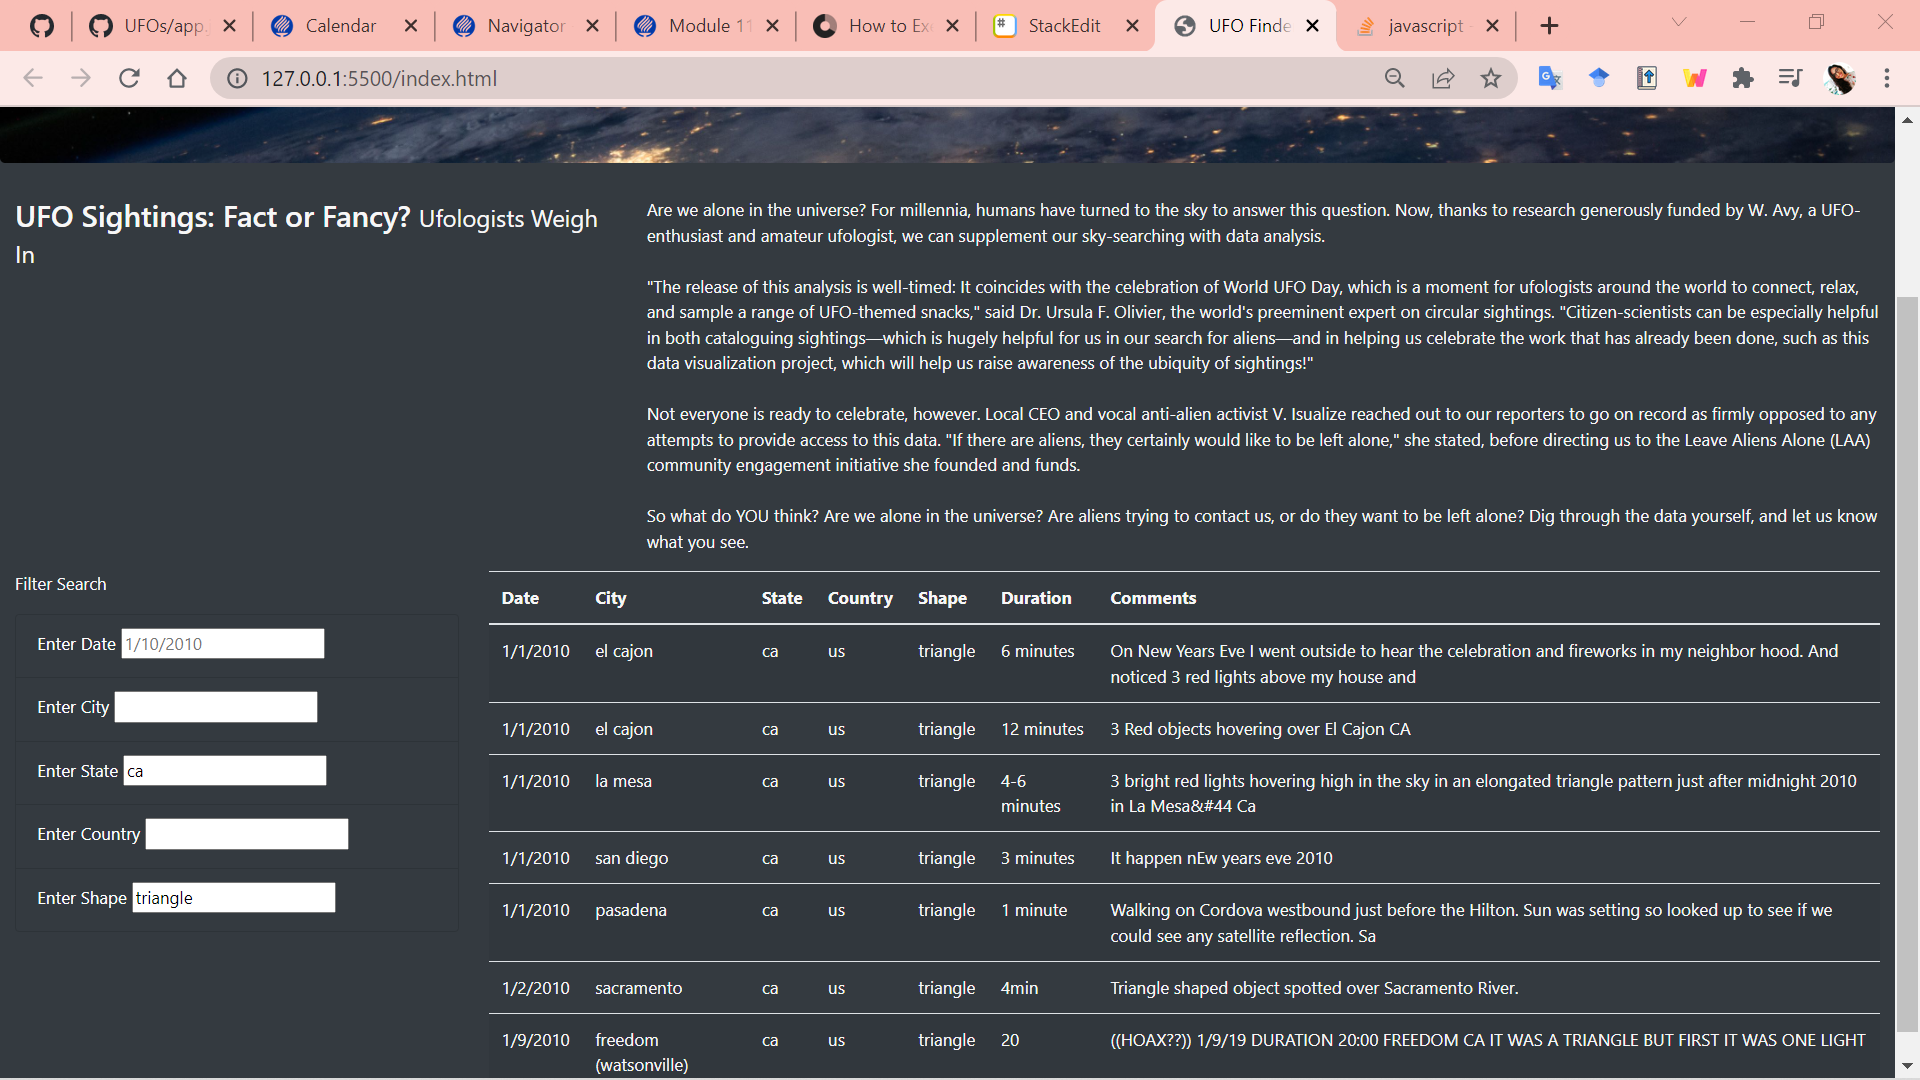 UFOs/app.j
Calendar
Navigator
Module 11
How to Exe
StackEdit
UFO Finde
javascript
127.0.0.1:5500/index.html
UFO Sightings: Fact or Fancy? Ufologists Weigh
In
Are we alone in the universe? For millennia, humans have turned to the sky to answer this question. Now, thanks to research generously funded by W. Avy, a UFO-
enthusiast and amateur ufologist, we can supplement our sky-searching with data analysis.
"The release of this analysis is well-timed: It coincides with the celebration of World UFO Day, which is a moment for ufologists around the world to connect, relax,
and sample a range of UFO-themed snacks," said Dr. Ursula F. Olivier, the world's preeminent expert on circular sightings. "Citizen-scientists can be especially helpful
in both cataloguing sightings—which is hugely helpful for us in our search for aliens—and in helping us celebrate the work that has already been done, such as this
data visualization project, which will help us raise awareness of the ubiquity of sightings!"
Not everyone is ready to celebrate, however. Local CEO and vocal anti-alien activist V. Isualize reached out to our reporters to go on record as firmly opposed to any
attempts to provide access to this data. "If there are aliens, they certainly would like to be left alone," she stated, before directing us to the Leave Aliens Alone (LAA)
community engagement initiative she founded and funds.
So what do YOU think? Are we alone in the universe? Are aliens trying to contact us, or do they want to be left alone? Dig through the data yourself, and let us know
what you see.
Filter Search
Enter Date 1/10/2010
Enter City
Enter State ca
Enter Country
Enter Shape triangle
Date City State Country Shape Duration Comments
1/1/2010 el cajon ca us triangle 6 minutes On New Years Eve I went outside to hear the celebration and fireworks in my neighbor hood. And
noticed 3 red lights above my house and
1/1/2010 el cajon ca us triangle 12 minutes 3 Red objects hovering over El Cajon CA
1/1/2010 la mesa ca us triangle 4-6 3 bright red lights hovering high in the sky in an elongated triangle pattern just after midnight 2010
minutes in La Mesa&#44 Ca
1/1/2010 san diego ca us triangle 3 minutes It happen nEw years eve 2010
1/1/2010 pasadena ca us triangle 1 minute Walking on Cordova westbound just before the Hilton. Sun was setting so looked up to see if we
could see any satellite reflection. Sa
1/2/2010 sacramento ca us triangle 4min Triangle shaped object spotted over Sacramento River.
1/9/2010 freedom ca us triangle 20 ((HOAX??)) 1/9/19 DURATION 20:00 FREEDOM CA IT WAS A TRIANGLE BUT FIRST IT WAS ONE LIGHT
(watsonville)